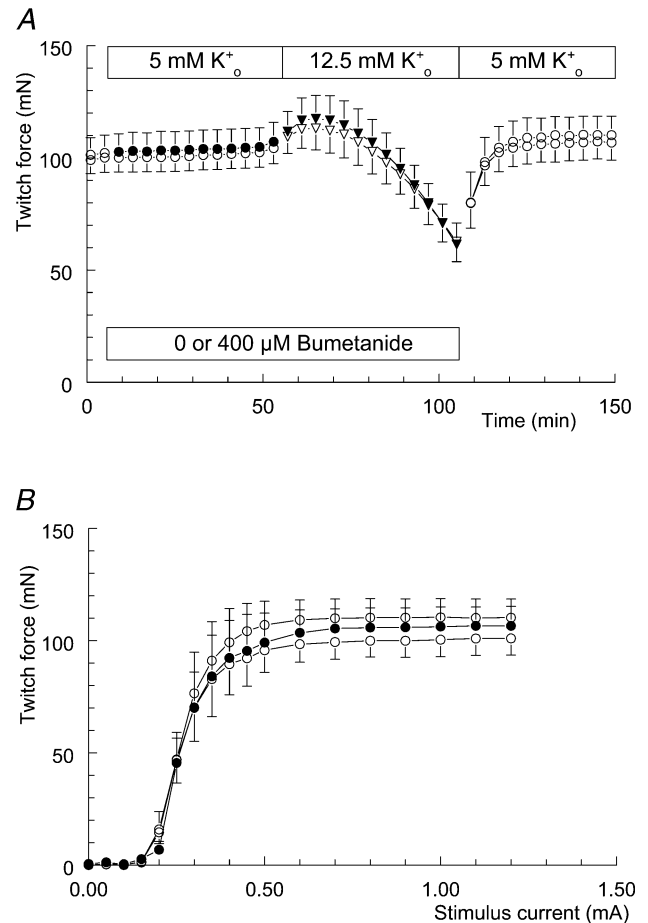 A
150
100
50
0
Twitch force (mN)
5 mM K⁺ₒ 12.5 mM K⁺ₒ 5 mM K⁺ₒ
0 or 400 µM Bumetanide
0 50 100 150
Time (min)
B
150
100
50
0
Twitch force (mN)
0.00 0.50 1.00 1.50
Stimulus current (mA)